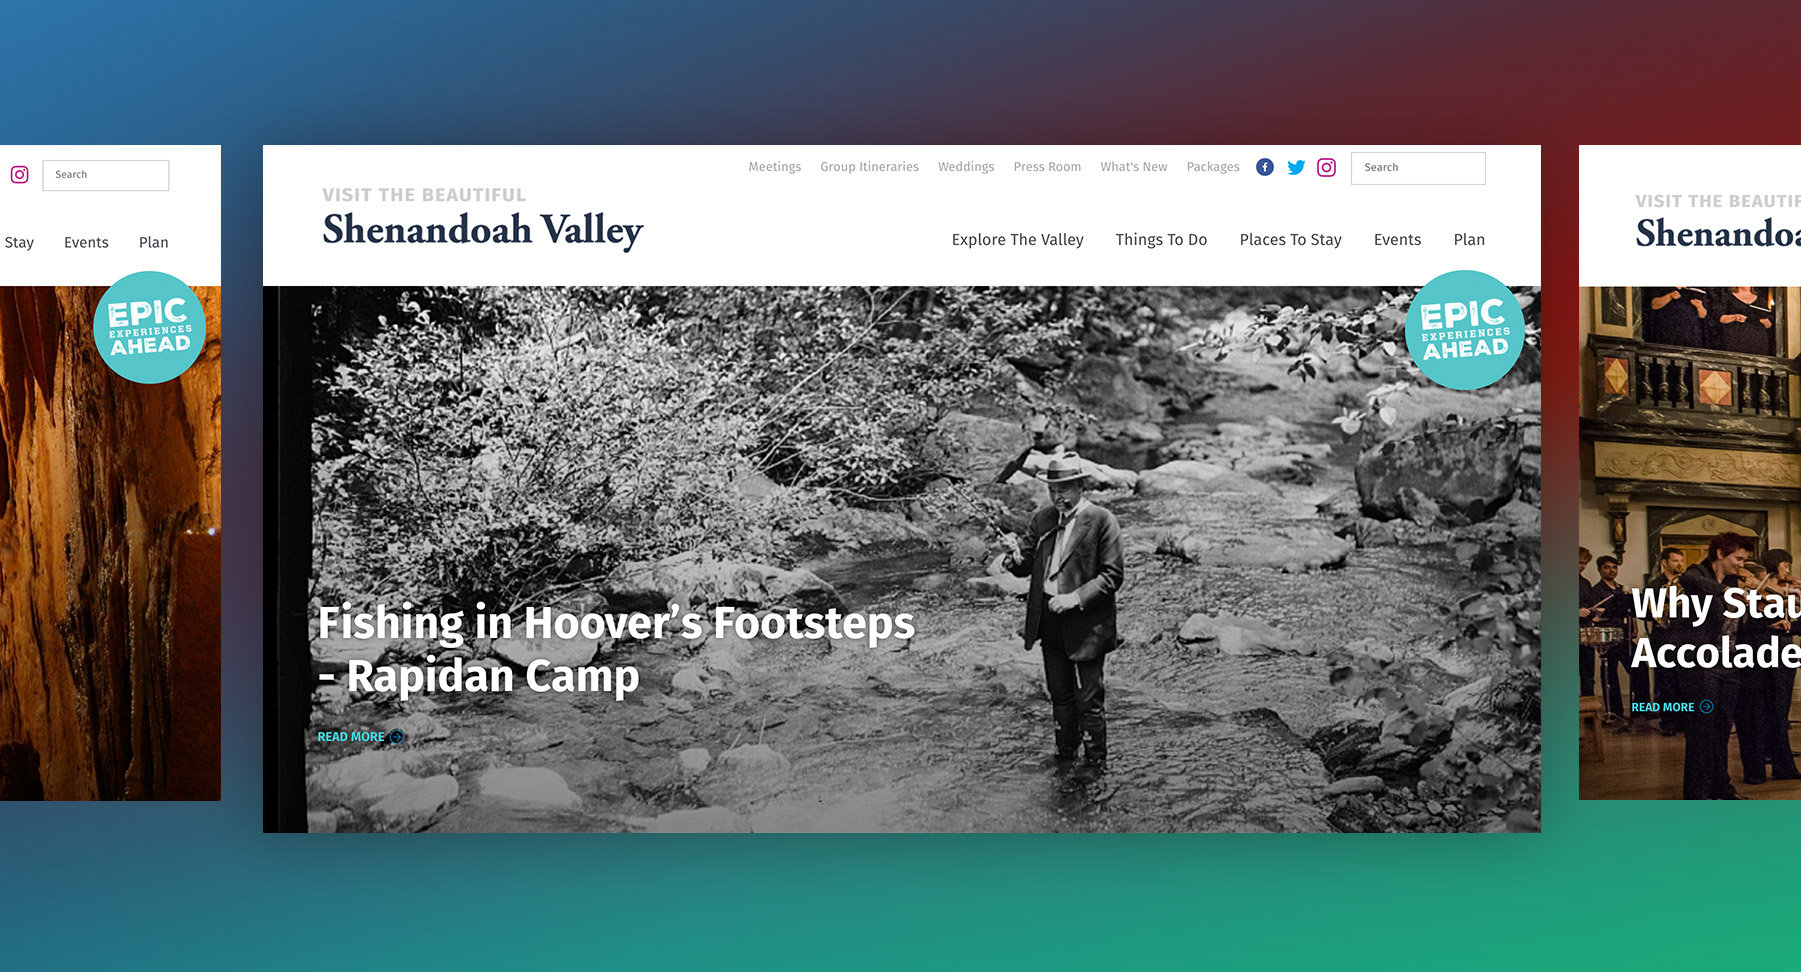 Search
Stay Events Plan
EPIC
EXPERIENCES
AHEAD
Meetings Group Itineraries Weddings Press Room What's New Packages
Search
VISIT THE BEAUTIFUL
Shenandoah Valley
Explore The Valley Things To Do Places To Stay Events Plan
EPIC
EXPERIENCES
AHEAD
Fishing in Hoover’s Footsteps
- Rapidan Camp
READ MORE
VISIT THE BEAUTIF
Shenandoa
Why Stau
Accolade
READ MORE